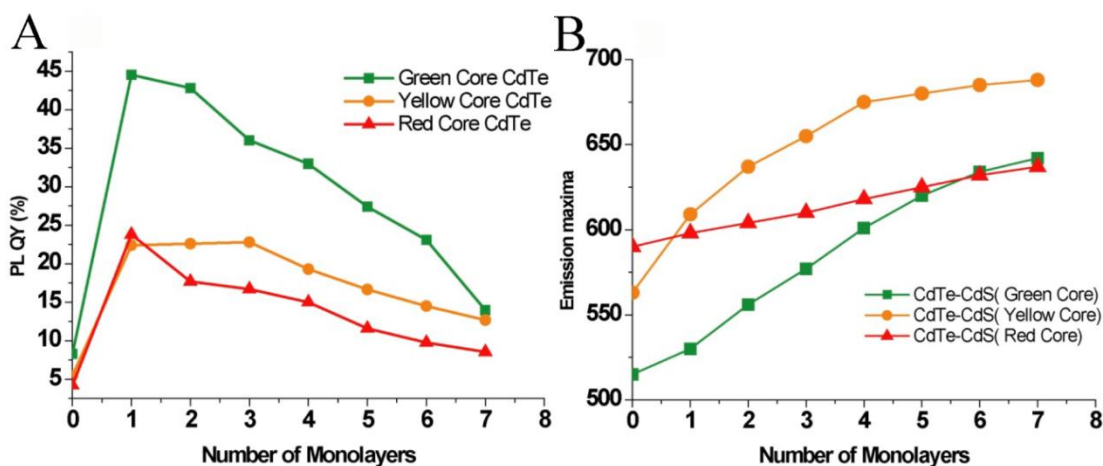 A
PL QY (%)
45
40
35
30
25
20
15
10
5
0 1 2 3 4 5 6 7 8
Number of Monolayers
Green Core CdTe
Yellow Core CdTe
Red Core CdTe
B
Emission maxima
700
650
600
550
500
0 1 2 3 4 5 6 7 8
Number of Monolayers
CdTe-CdS( Green Core)
CdTe-CdS( Yellow Core)
CdTe-CdS( Red Core)